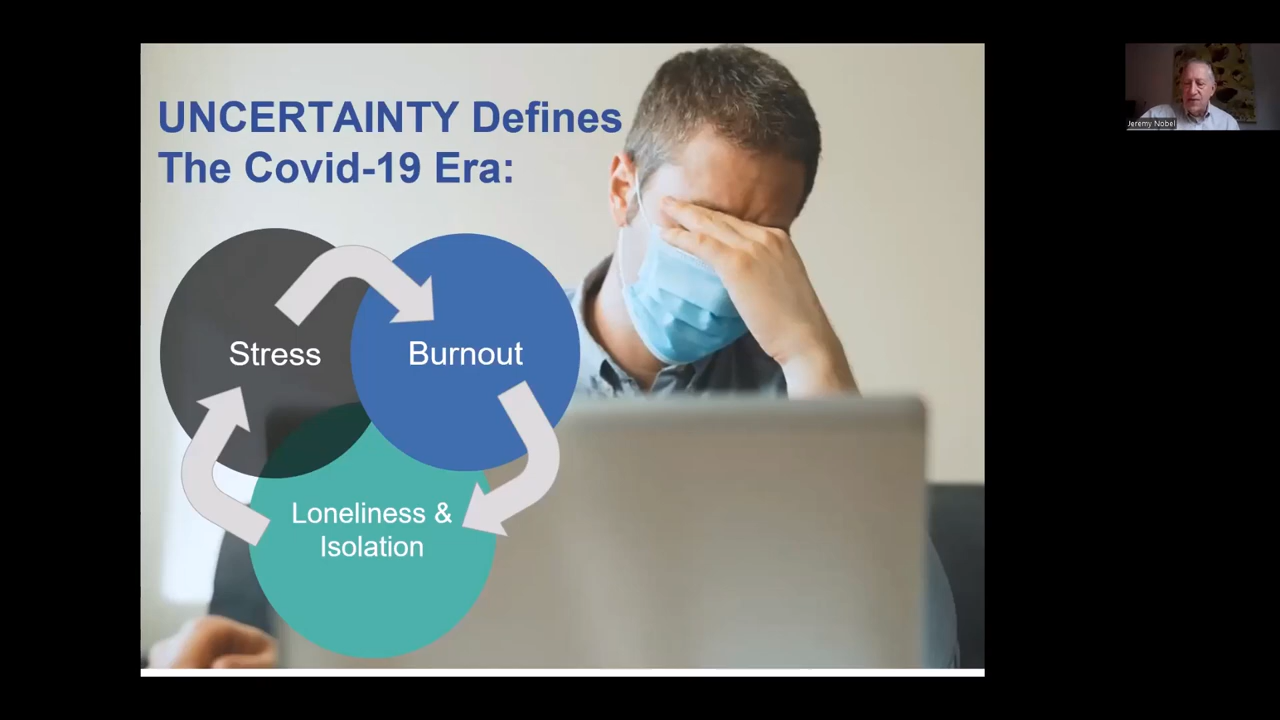 UNCERTAINTY Defines
The Covid-19 Era:
Stress
Burnout
Loneliness &
Isolation
Jeremy Nobel